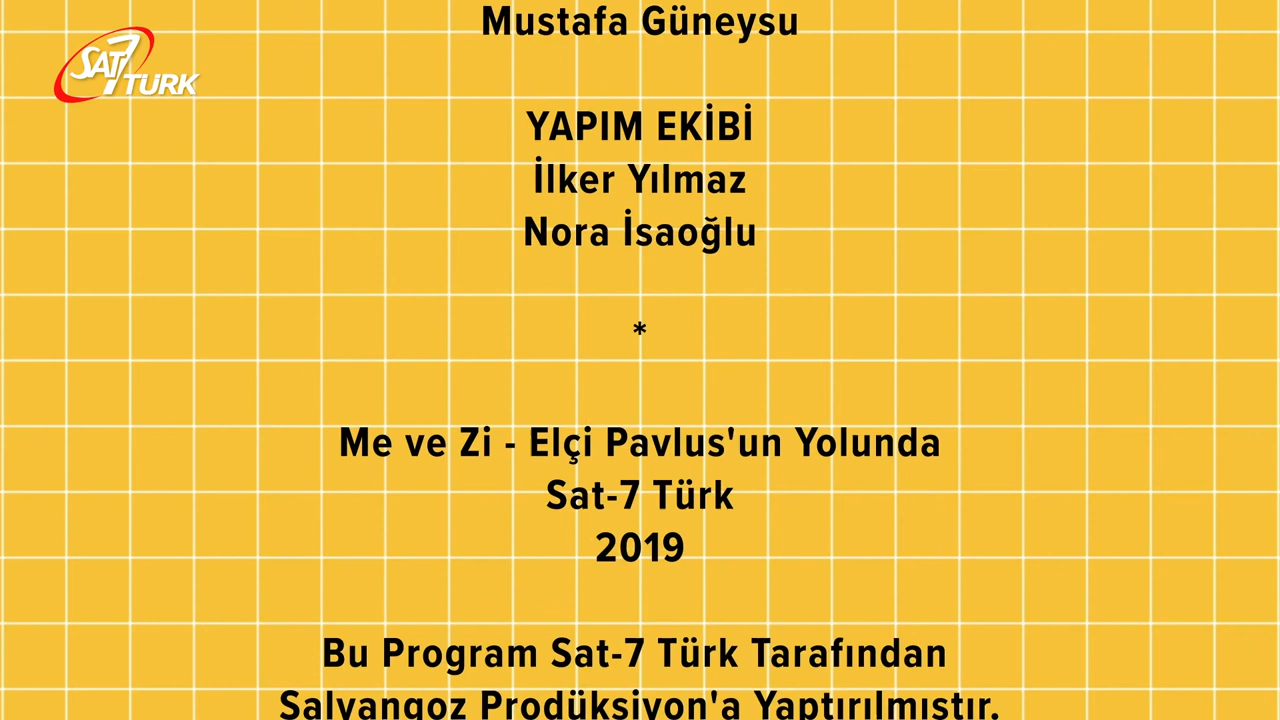 Mustafa Güneysu
SAT7
TÜRK
YAPIM EKİBİ
İlker Yılmaz
Nora İsaoğlu
*
Me ve Zi - Elçi Pavlus'un Yolunda
Sat-7 Türk
2019
Bu Program Sat-7 Türk Tarafından
Salyangoz Prodüksiyon'a Yaptırılmıştır.